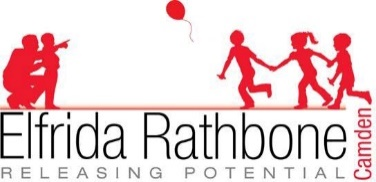 Elfrida Rathbone
Camden
RELEASING POTENTIAL